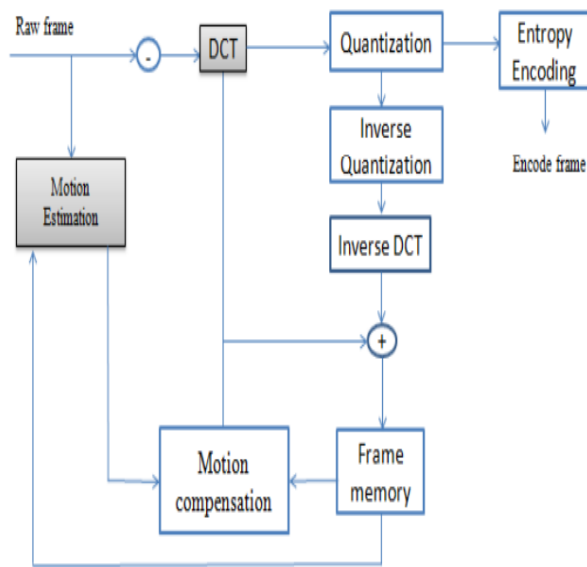 Raw frame
-
DCT
Quantization
Entropy
Encoding
Inverse
Quantization
Encode frame
Motion
Estimation
Inverse DCT
+
Motion
compensation
Frame
memory